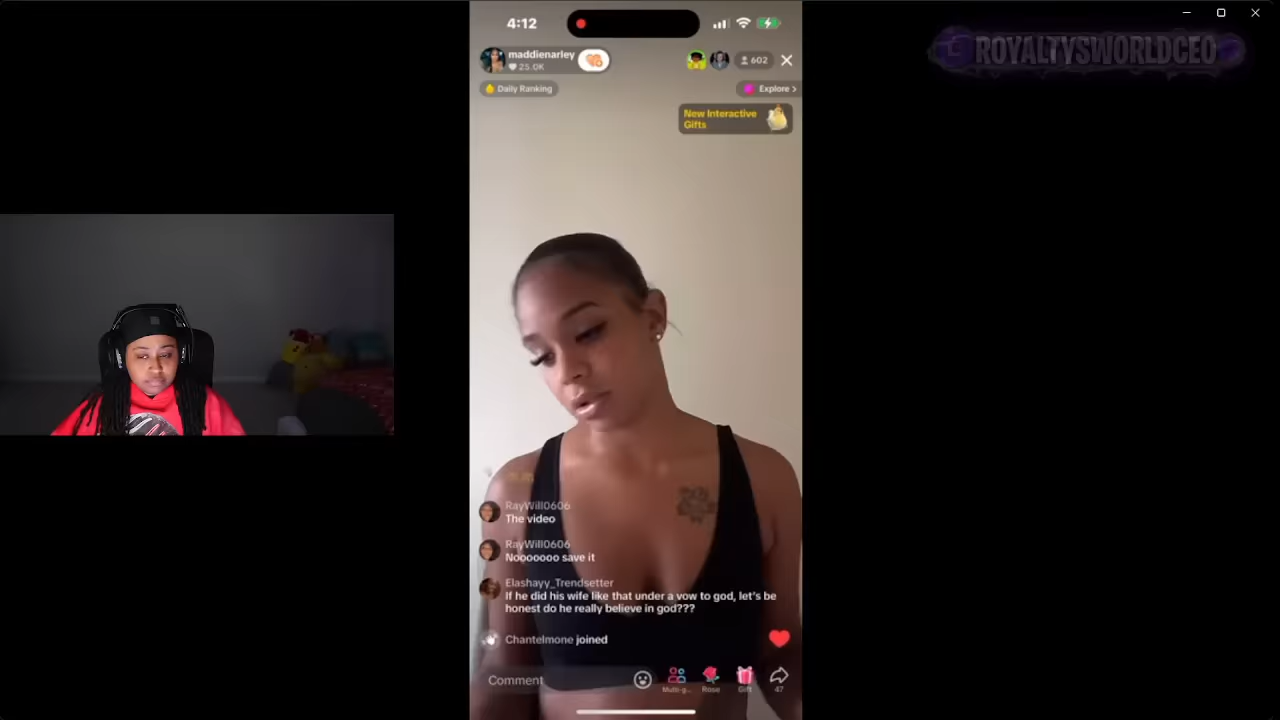 4:12
ROYALTYSWORLDCEO
maddienarley
25.0K
602
Daily Ranking
Explore >
New Interactive
Gifts
RayWill0606
The video
RayWill0606
Nooooooo save it
Elashayy_Trendsetter
If he did his wife like that under a vow to god, let's be
honest do he really believe in god???
Chantelmone joined
Comment
Multi-g...
Rose
Gift
47